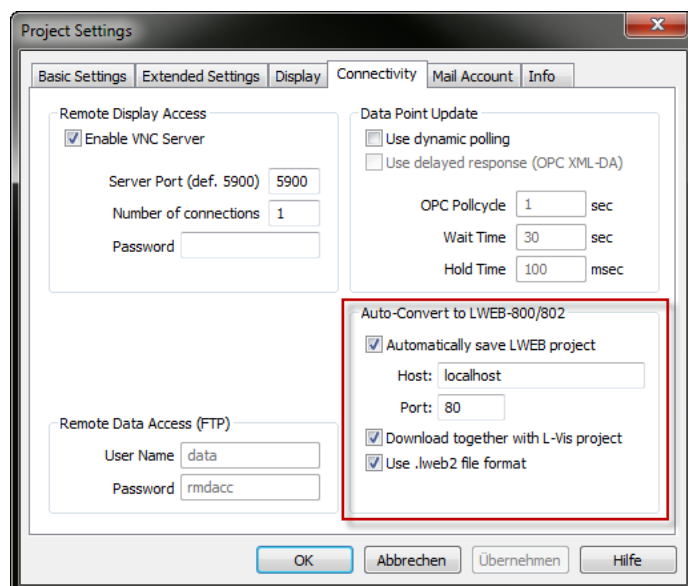 Project Settings
Basic Settings Extended Settings Display Connectivity Mail Account Info
Remote Display Access
Enable VNC Server
Server Port (def. 5900) 5900
Number of connections 1
Password
Data Point Update
Use dynamic polling
Use delayed response (OPC XML-DA)
OPC Pollcycle 1 sec
Wait Time 30 sec
Hold Time 100 msec
Auto-Convert to LWEB-800/802
Automatically save LWEB project
Host: localhost
Port: 80
Download together with L-Vis project
Use .lweb2 file format
Remote Data Access (FTP)
User Name data
Password rmdacc
OK Abbrechen Übernehmen Hilfe